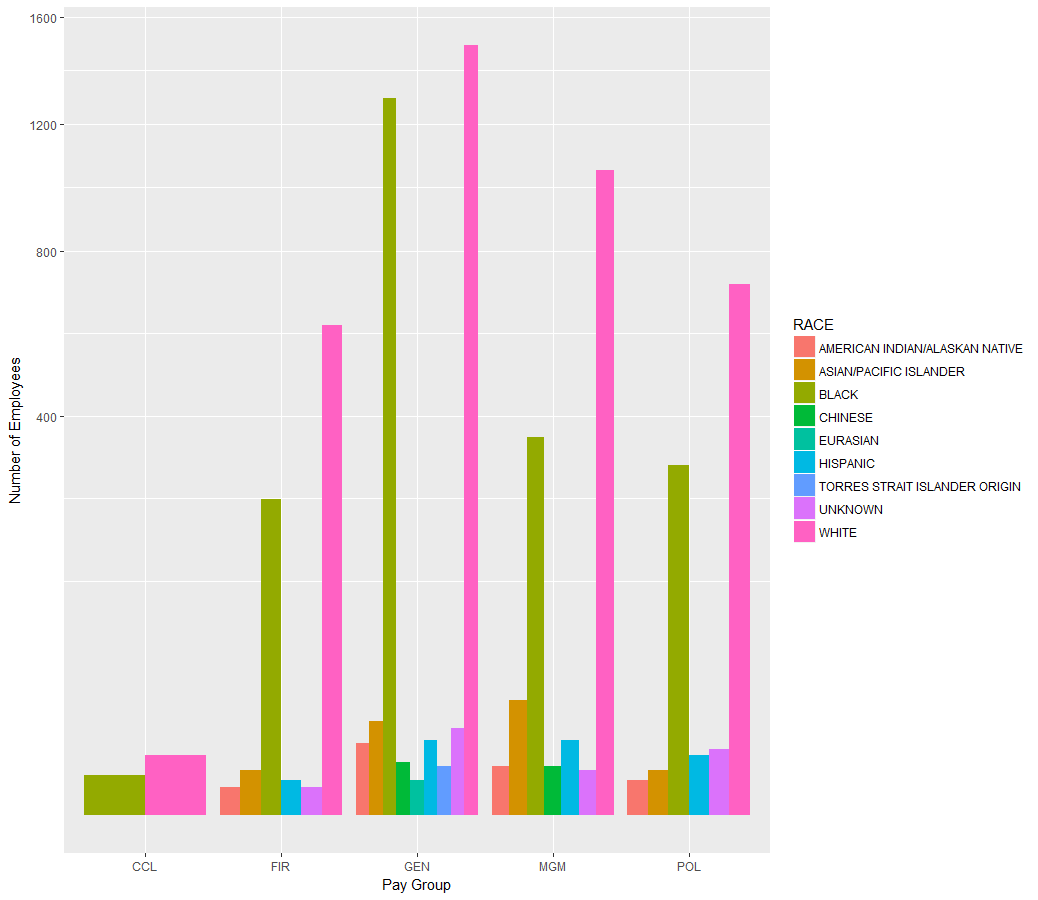 1600
1200
800
400
Number of Employees
CCL
FIR
GEN
MGM
POL
Pay Group
RACE
AMERICAN INDIAN/ALASKAN NATIVE
ASIAN/PACIFIC ISLANDER
BLACK
CHINESE
EURASIAN
HISPANIC
TORRES STRAIT ISLANDER ORIGIN
UNKNOWN
WHITE